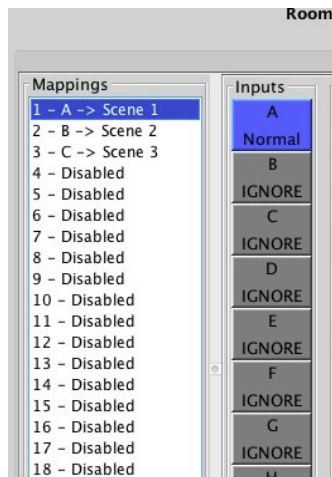 Room
Mappings
1 - A -> Scene 1
2 - B -> Scene 2
3 - C -> Scene 3
4 - Disabled
5 - Disabled
6 - Disabled
7 - Disabled
8 - Disabled
9 - Disabled
10 - Disabled
11 - Disabled
12 - Disabled
13 - Disabled
14 - Disabled
15 - Disabled
16 - Disabled
17 - Disabled
18 - Disabled
Inputs
A
Normal
B
IGNORE
C
IGNORE
D
IGNORE
E
IGNORE
F
IGNORE
G
IGNORE
H